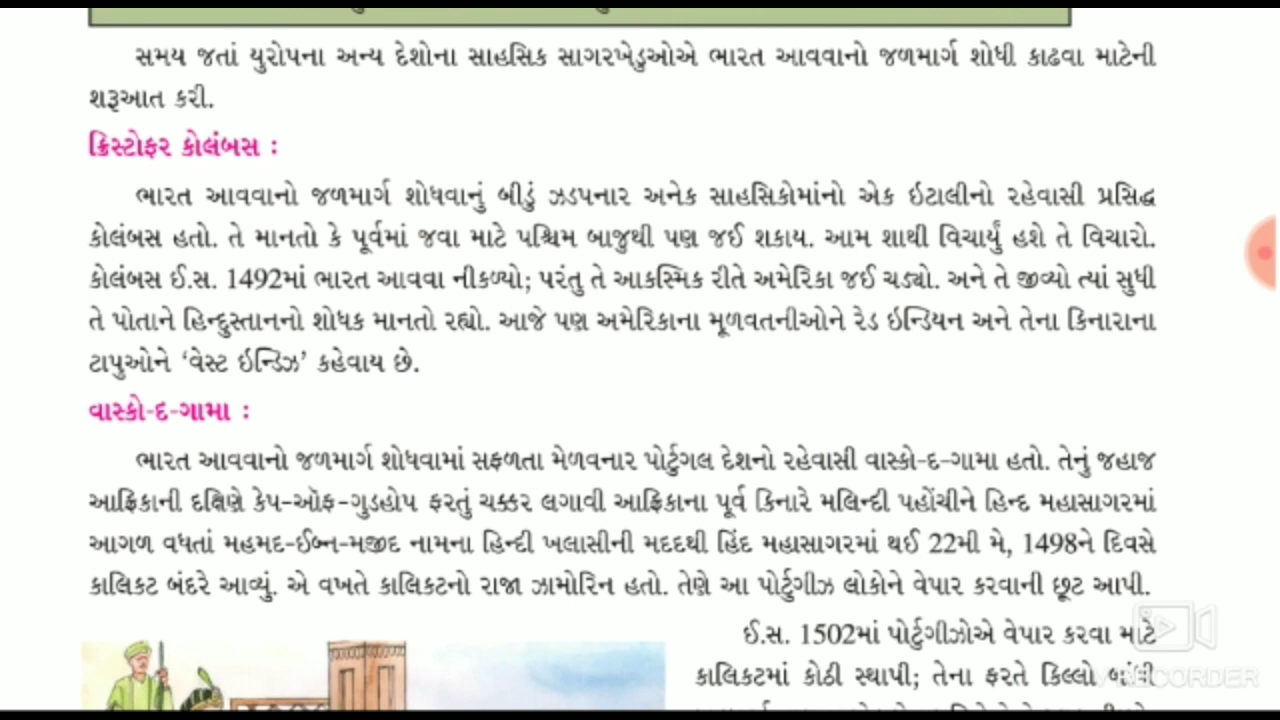 સમય જતાં યુરોપના અન્ય દેશોના સાહસિક સાગરખેડુઓએ ભારત આવવાનો જળમાર્ગ શોધી કાઢવા માટેની
શરૂઆત કરી.
ક્રિસ્ટોફર કોલંબસ :
ભારત આવવાનો જળમાર્ગ શોધવાનું બીડું ઝડપનાર અનેક સાહસિકોમાંનો એક ઇટાલીનો રહેવાસી પ્રસિદ્ધ
કોલંબસ હતો. તે માનતો કે પૂર્વમાં જવા માટે પશ્ચિમ બાજુથી પણ જઈ શકાય. આમ શાથી વિચાર્યું હશે તે વિચારો.
કોલંબસ ઈ.સ. 1492માં ભારત આવવા નીકળ્યો; પરંતુ તે આકસ્મિક રીતે અમેરિકા જઈ ચડ્યો. અને તે જીવ્યો ત્યાં સુધી
તે પોતાને હિન્દુસ્તાનનો શોધક માનતો રહ્યો. આજે પણ અમેરિકાના મૂળવતનીઓને રેડ ઇન્ડિયન અને તેના કિનારાના
ટાપુઓને ‘વેસ્ટ ઇન્ડિઝ’ કહેવાય છે.
વાસ્કો-દ-ગામા :
ભારત આવવાનો જળમાર્ગ શોધવામાં સફળતા મેળવનાર પોર્ટુગલ દેશનો રહેવાસી વાસ્કો-દ-ગામા હતો. તેનું જહાજ
આફ્રિકાની દક્ષિણે કેપ-ઑફ-ગુડહોપ ફરતું ચક્કર લગાવી આફ્રિકાના પૂર્વ કિનારે મલિન્દી પહોંચીને હિન્દ મહાસાગરમાં
આગળ વધતાં મહમદ-ઈબ્ન-મજીદ નામના હિન્દી ખલાસીની મદદથી હિંદ મહાસાગરમાં થઈ 22મી મે, 1498ને દિવસે
કાલિકટ બંદરે આવ્યું. એ વખતે કાલિકટનો રાજા ઝામોરિન હતો. તેણે આ પોર્ટુગીઝ લોકોને વેપાર કરવાની છૂટ આપી.
ઈ.સ. 1502માં પોર્ટુગીઝોએ વેપાર કરવા માટે
કાલિકટમાં કોઠી સ્થાપી; તેના ફરતે કિલ્લો બાંધી
RECORDER